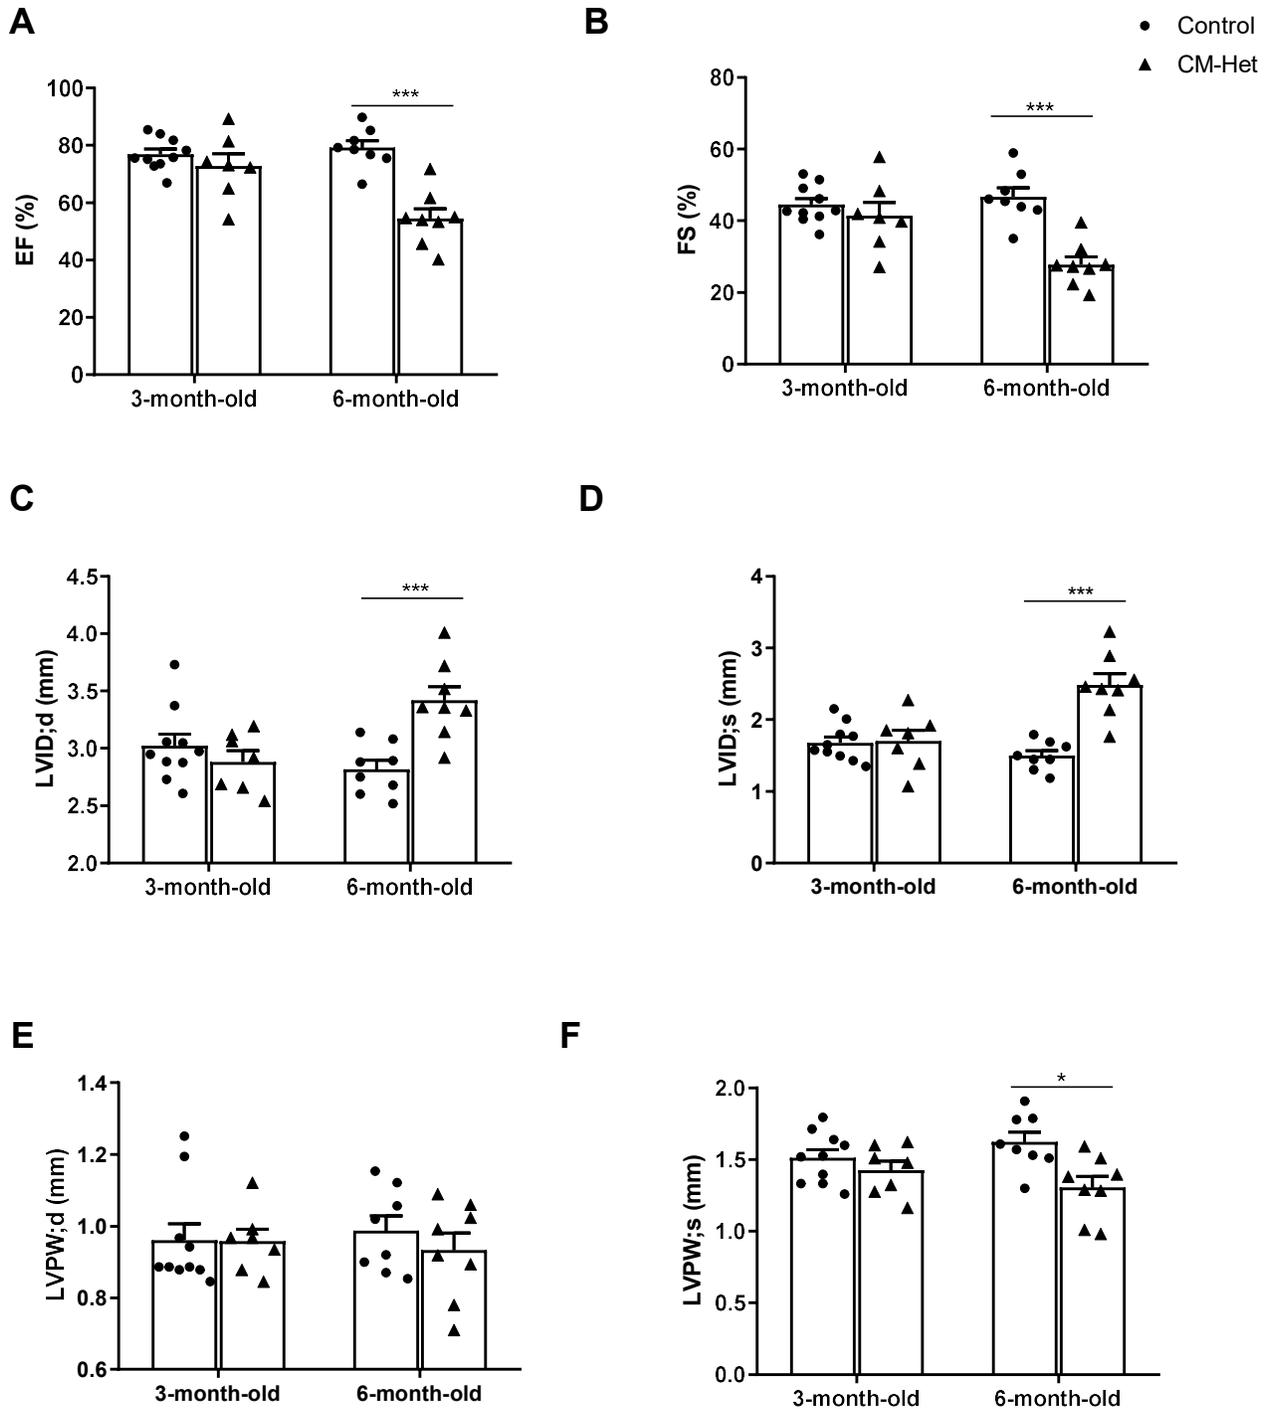 A
B
Control
CM-Het
EF (%)
100
80
60
40
20
0
***
3-month-old
6-month-old
FS (%)
80
60
40
20
0
***
3-month-old
6-month-old
C
D
LVID;d (mm)
4.5
4.0
3.5
3.0
2.5
2.0
***
3-month-old
6-month-old
LVID;s (mm)
4
3
2
1
0
***
3-month-old
6-month-old
E
F
LVPW;d (mm)
1.4
1.2
1.0
0.8
0.6
3-month-old
6-month-old
LVPW;s (mm)
2.0
1.5
1.0
0.5
0.0
*
3-month-old
6-month-old